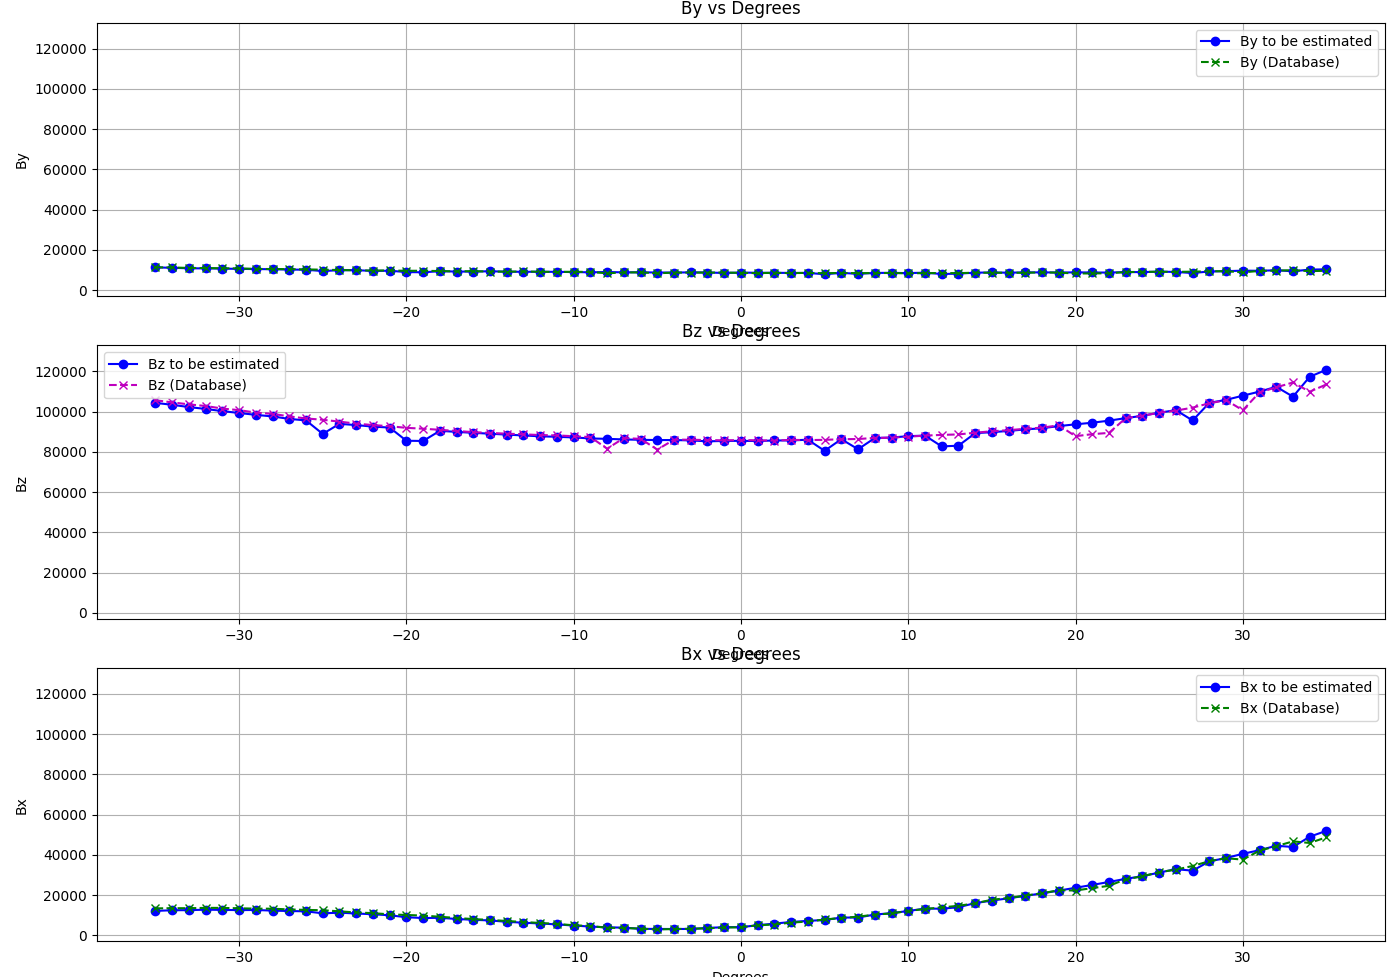 By vs Degrees
By
120000
100000
80000
60000
40000
20000
0
By to be estimated
By (Database)
−30 −20 −10 0 10 20 30
Degrees
Bz vs Degrees
Bz
120000
100000
80000
60000
40000
20000
0
Bz to be estimated
Bz (Database)
−30 −20 −10 0 10 20 30
Degrees
Bx vs Degrees
Bx
120000
100000
80000
60000
40000
20000
0
Bx to be estimated
Bx (Database)
−30 −20 −10 0 10 20 30
Degrees